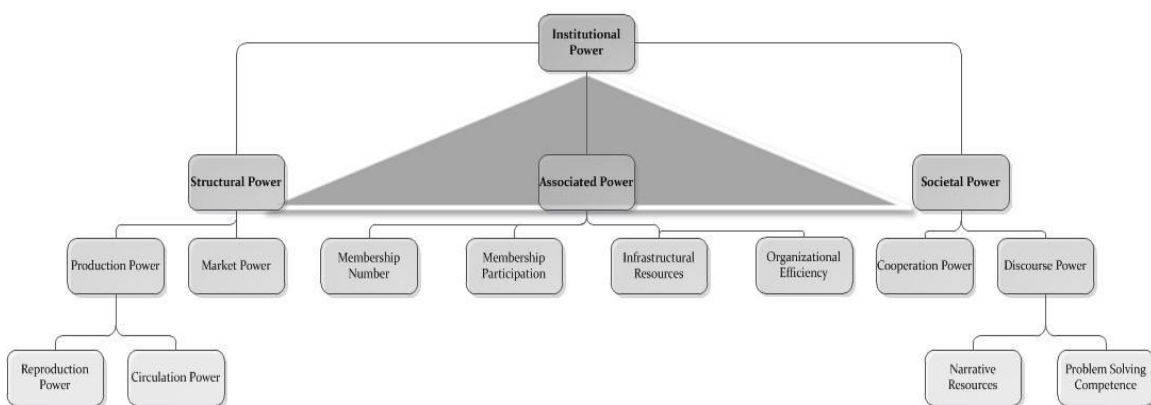 Institutional
Power
Structural Power
Associated Power
Societal Power
Production Power
Market Power
Membership
Number
Membership
Participation
Infrastructural
Resources
Organizational
Efficiency
Cooperation Power
Discourse Power
Reproduction
Power
Circulation Power
Narrative
Resources
Problem Solving
Competence